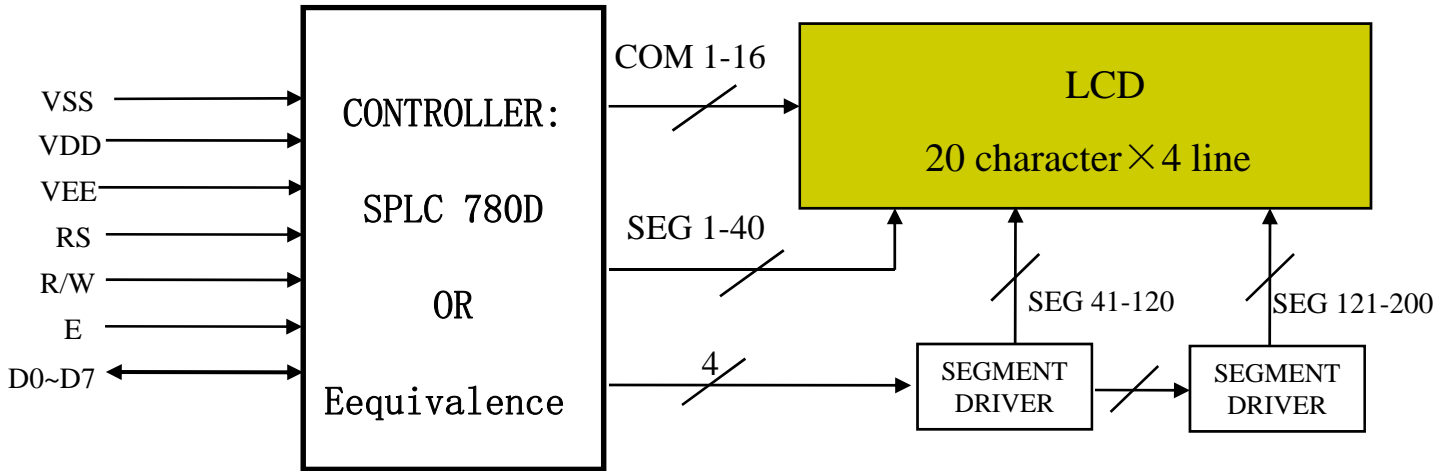 VSS
VDD
VEE
RS
R/W
E
D0~D7
CONTROLLER:
SPLC 780D
OR
Eequivalence
COM 1-16
SEG 1-40
4
LCD
20 character×4 line
SEG 41-120
SEG 121-200
SEGMENT
DRIVER
SEGMENT
DRIVER